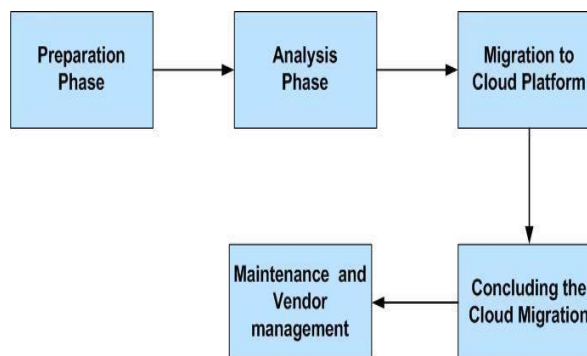 Preparation
Phase
Analysis
Phase
Migration to
Cloud Platform
Concluding the
Cloud Migration
Maintenance and
Vendor
management